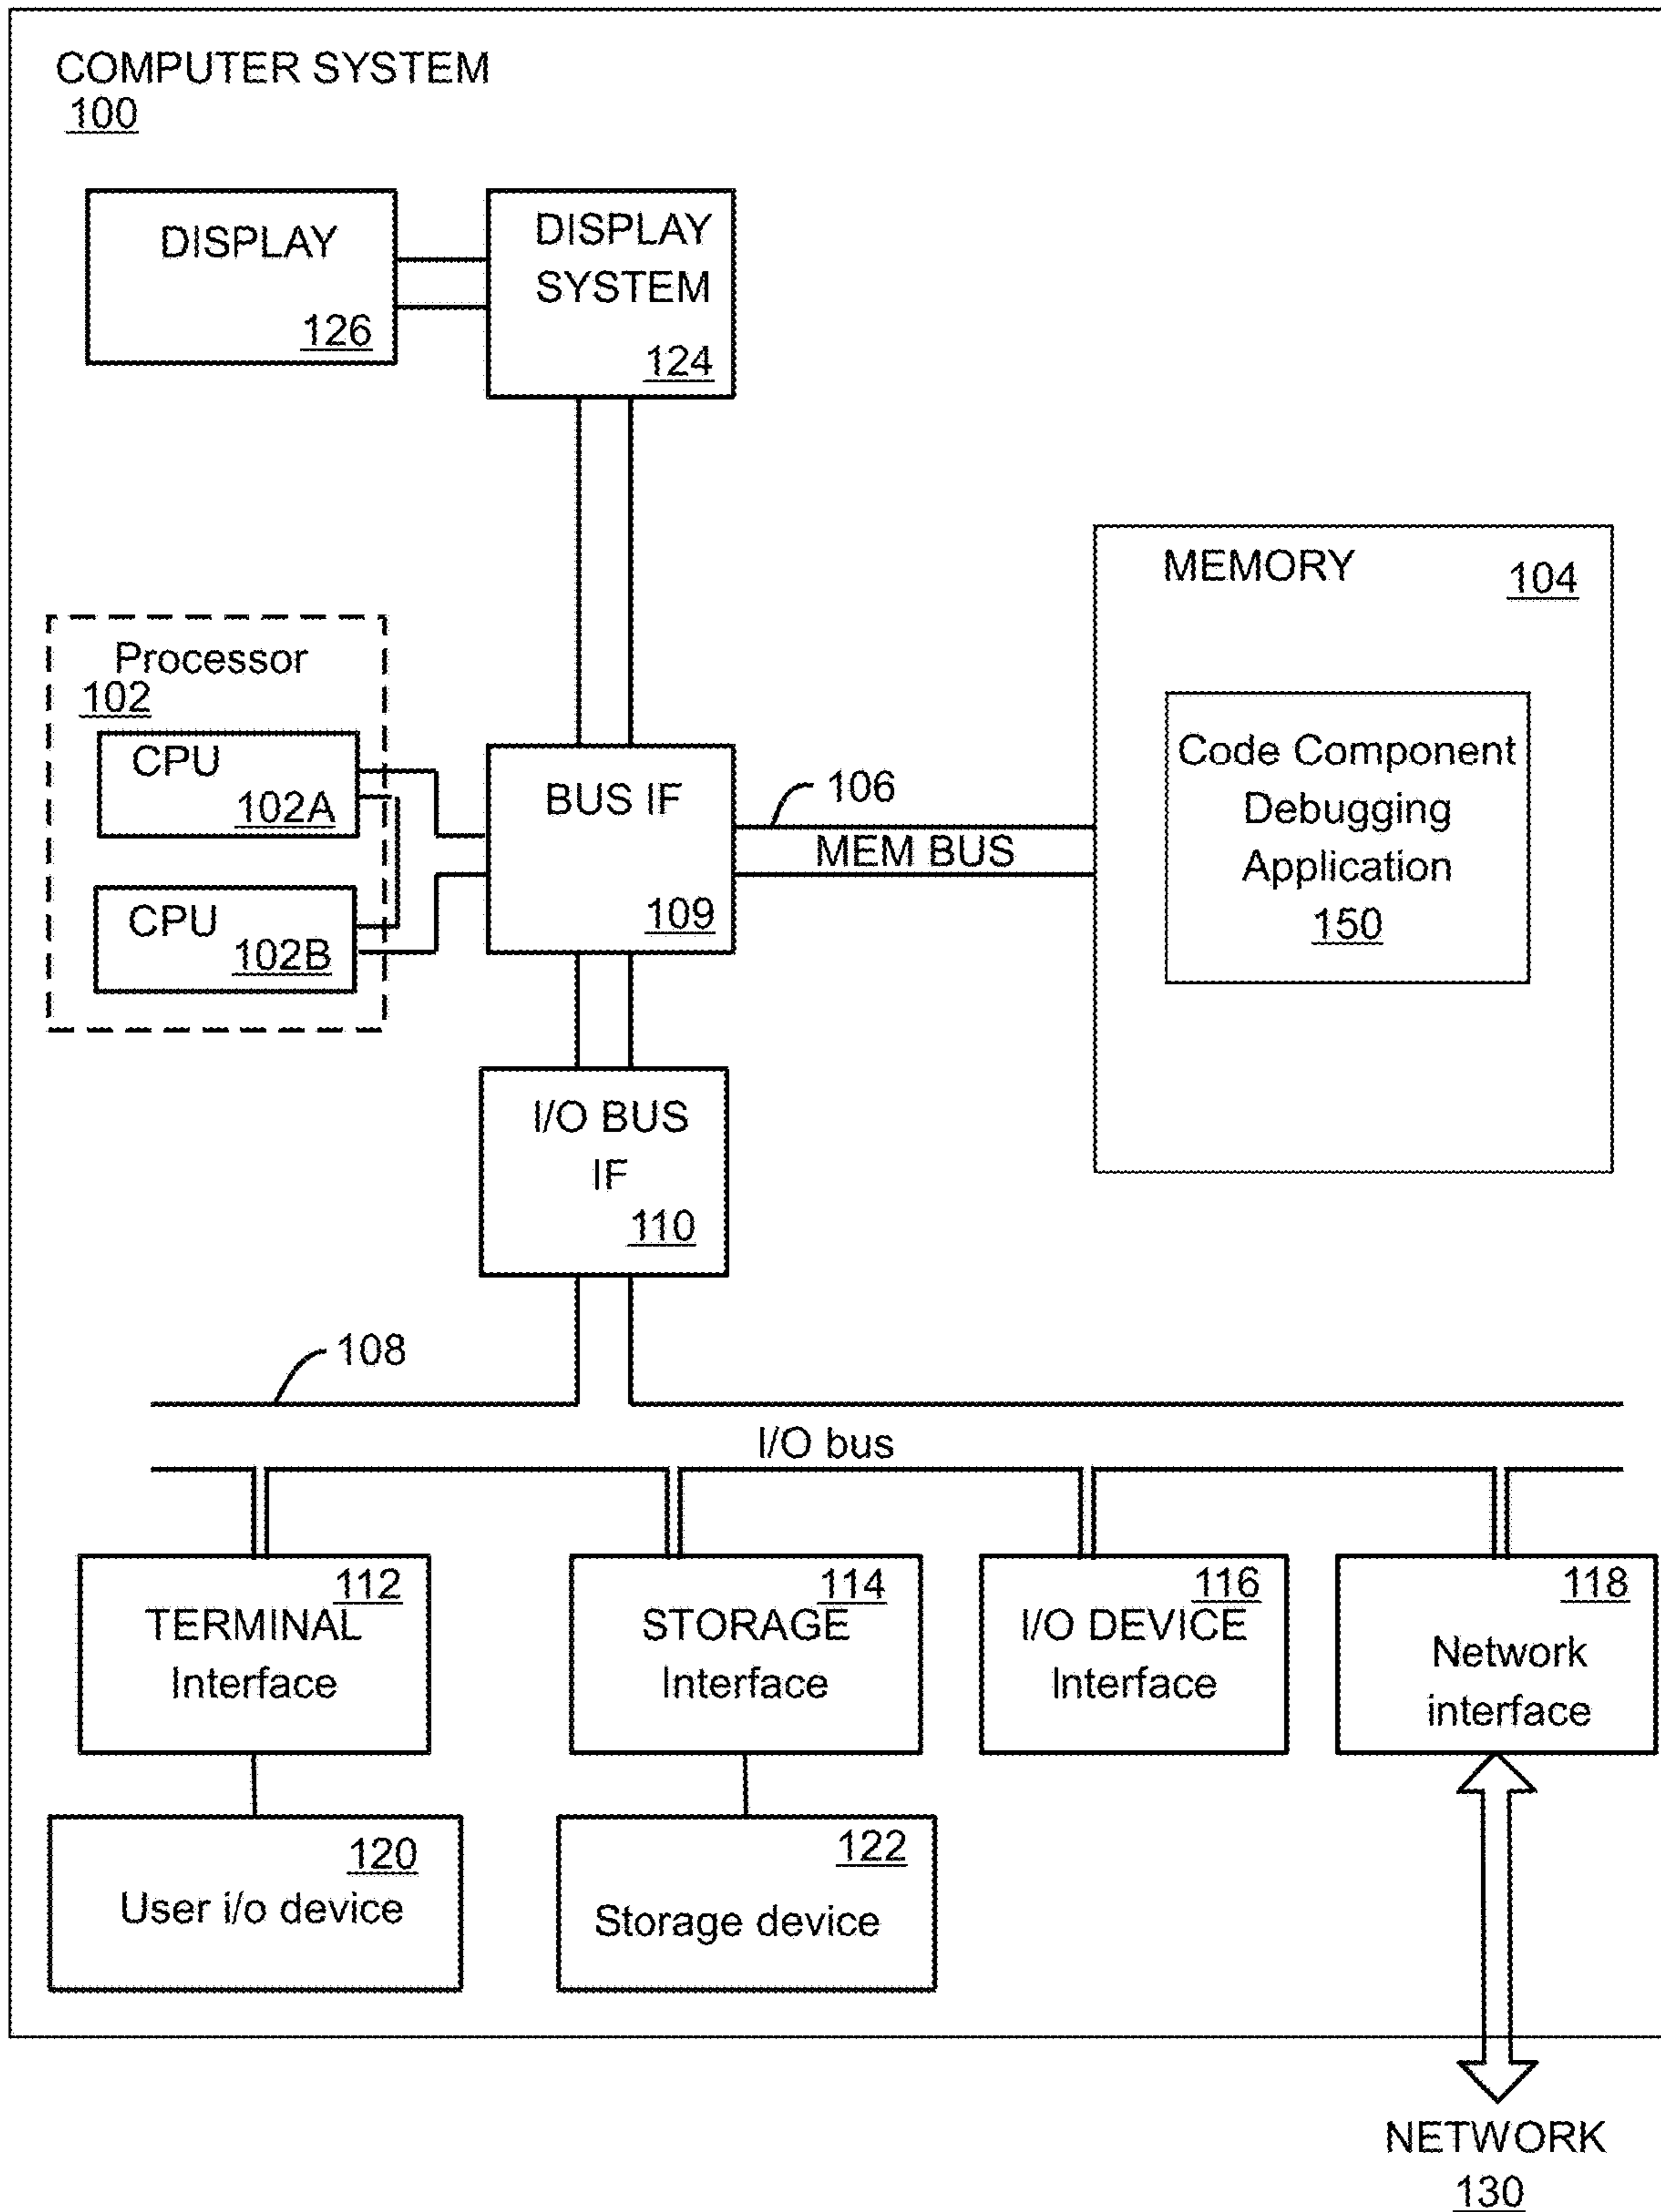 COMPUTER SYSTEM
100
DISPLAY
126
DISPLAY
SYSTEM
124
MEMORY
104
Processor
102
CPU
102A
CPU
102B
BUS IF
109
106
MEM BUS
Code Component
Debugging
Application
150
I/O BUS
IF
110
108
I/O bus
112
TERMINAL
Interface
114
STORAGE
Interface
116
I/O DEVICE
Interface
118
Network
interface
120
User i/o device
122
Storage device
NETWORK
130